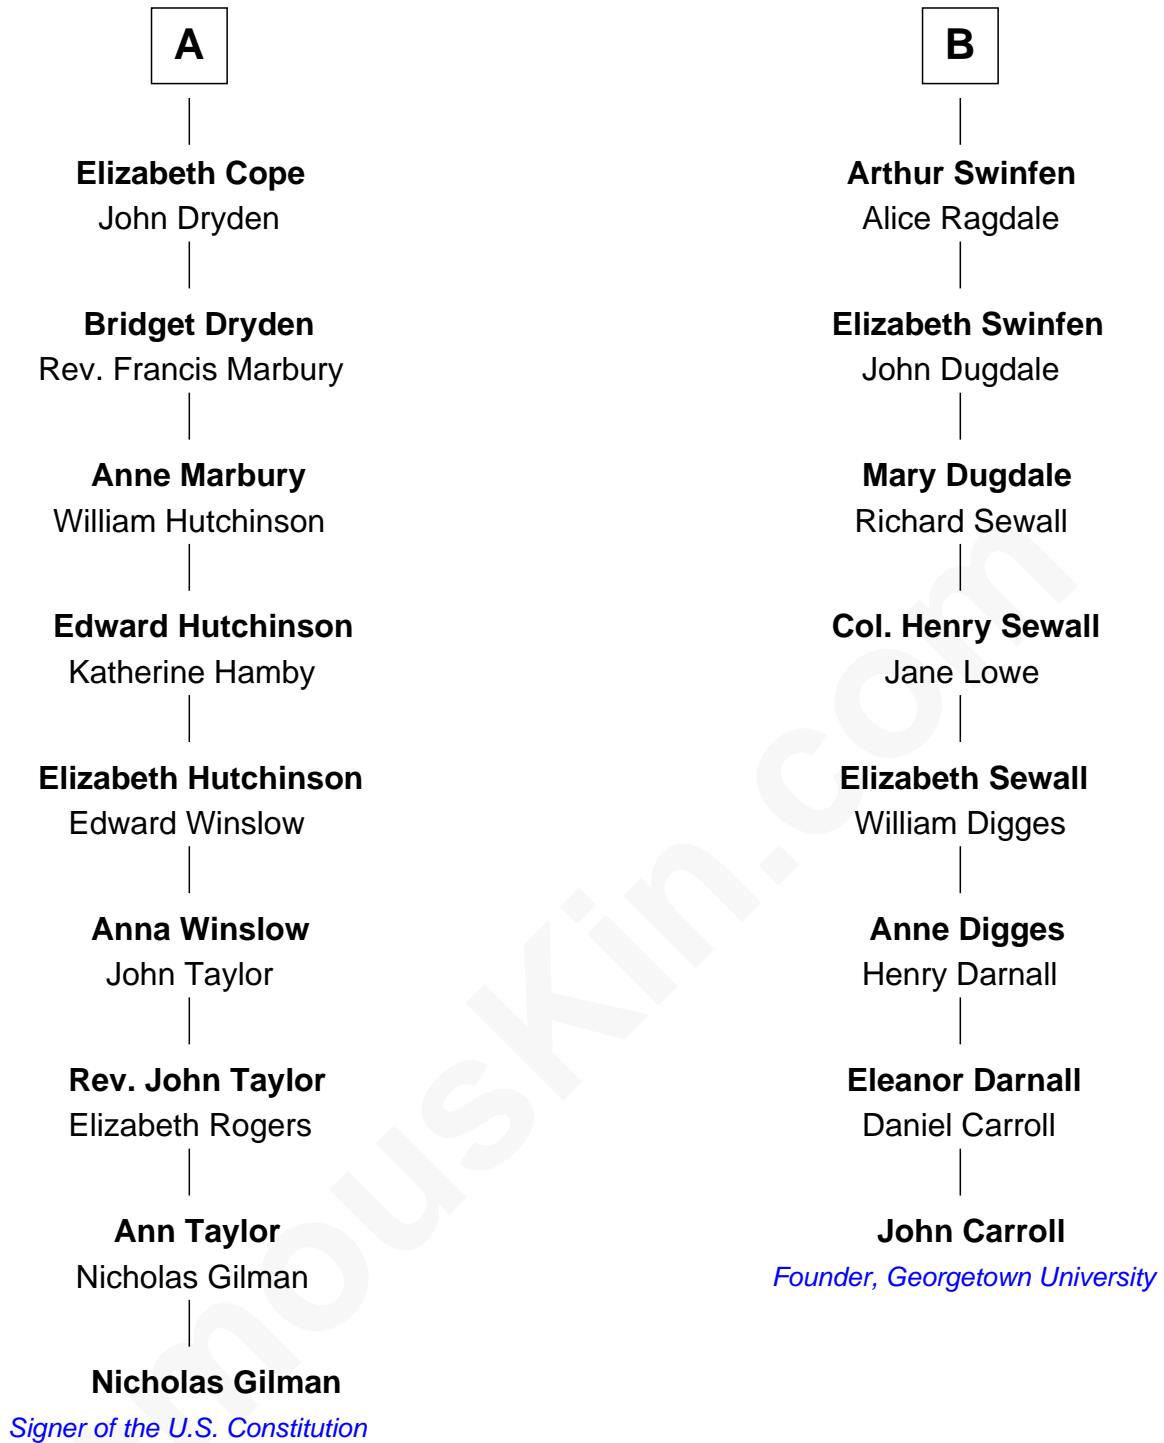 A
Elizabeth Cope
John Dryden
Bridget Dryden
Rev. Francis Marbury
Anne Marbury
William Hutchinson
Edward Hutchinson
Katherine Hamby
Elizabeth Hutchinson
Edward Winslow
Anna Winslow
John Taylor
Rev. John Taylor
Elizabeth Rogers
Ann Taylor
Nicholas Gilman
Nicholas Gilman
Signer of the U.S. Constitution
B
Arthur Swinfen
Alice Ragdale
Elizabeth Swinfen
John Dugdale
Mary Dugdale
Richard Sewall
Col. Henry Sewall
Jane Lowe
Elizabeth Sewall
William Digges
Anne Digges
Henry Darnall
Eleanor Darnall
Daniel Carroll
John Carroll
Founder, Georgetown University
mousKin.com